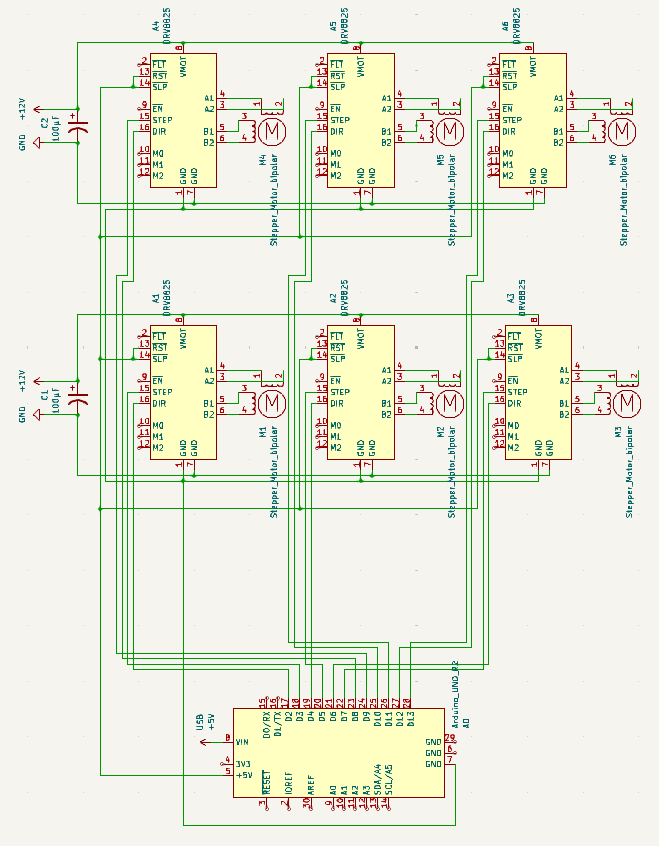 A4
DRV8825
A5
DRV8825
A6
DRV8825
8
VMOT
8
VMOT
8
VMOT
2 FLT
13 RST
14 SLP
9 EN
15 STEP
16 DIR
10 M0
11 M1
12 M2
A1 4
A2 3
B1 5
B2 6
GND 1
GND 7
1 2
3
4
M
M4
Stepper_Motor_bipolar
2 FLT
13 RST
14 SLP
9 EN
15 STEP
16 DIR
10 M0
11 M1
12 M2
A1 4
A2 3
B1 5
B2 6
GND 1
GND 7
1 2
3
4
M
M5
Stepper_Motor_bipolar
2 FLT
13 RST
14 SLP
9 EN
15 STEP
16 DIR
10 M0
11 M1
12 M2
A1 4
A2 3
B1 5
B2 6
GND 1
GND 7
1 2
3
4
M
M6
Stepper_Motor_bipolar
+12V
GND
+
C2
100µF
A1
DRV8825
A2
DRV8825
A3
DRV8825
8
VMOT
8
VMOT
8
VMOT
2 FLT
13 RST
14 SLP
9 EN
15 STEP
16 DIR
10 M0
11 M1
12 M2
A1 4
A2 3
B1 5
B2 6
GND 1
GND 7
1 2
3
4
M
M1
Stepper_Motor_bipolar
2 FLT
13 RST
14 SLP
9 EN
15 STEP
16 DIR
10 M0
11 M1
12 M2
A1 4
A2 3
B1 5
B2 6
GND 1
GND 7
1 2
3
4
M
M2
Stepper_Motor_bipolar
2 FLT
13 RST
14 SLP
9 EN
15 STEP
16 DIR
10 M0
11 M1
12 M2
A1 4
A2 3
B1 5
B2 6
GND 1
GND 7
1 2
3
4
M
M3
Stepper_Motor_bipolar
+12V
GND
+
C1
100µF
Arduino_UNO_R2
A0
15 D0/RX
16 D1/TX
17 D2
18 D3
19 D4
20 D5
21 D6
22 D7
23 D8
24 D9
25 D10
26 D11
27 D12
28 D13
USB
+5V
8 VIN
4 3V3
5 +5V
GND 29
GND 6
GND 7
RESET 3
IOREF 2
AREF 30
A0 9
A1 10
A2 11
A3 12
SDA/A4 13
SCL/A5 14